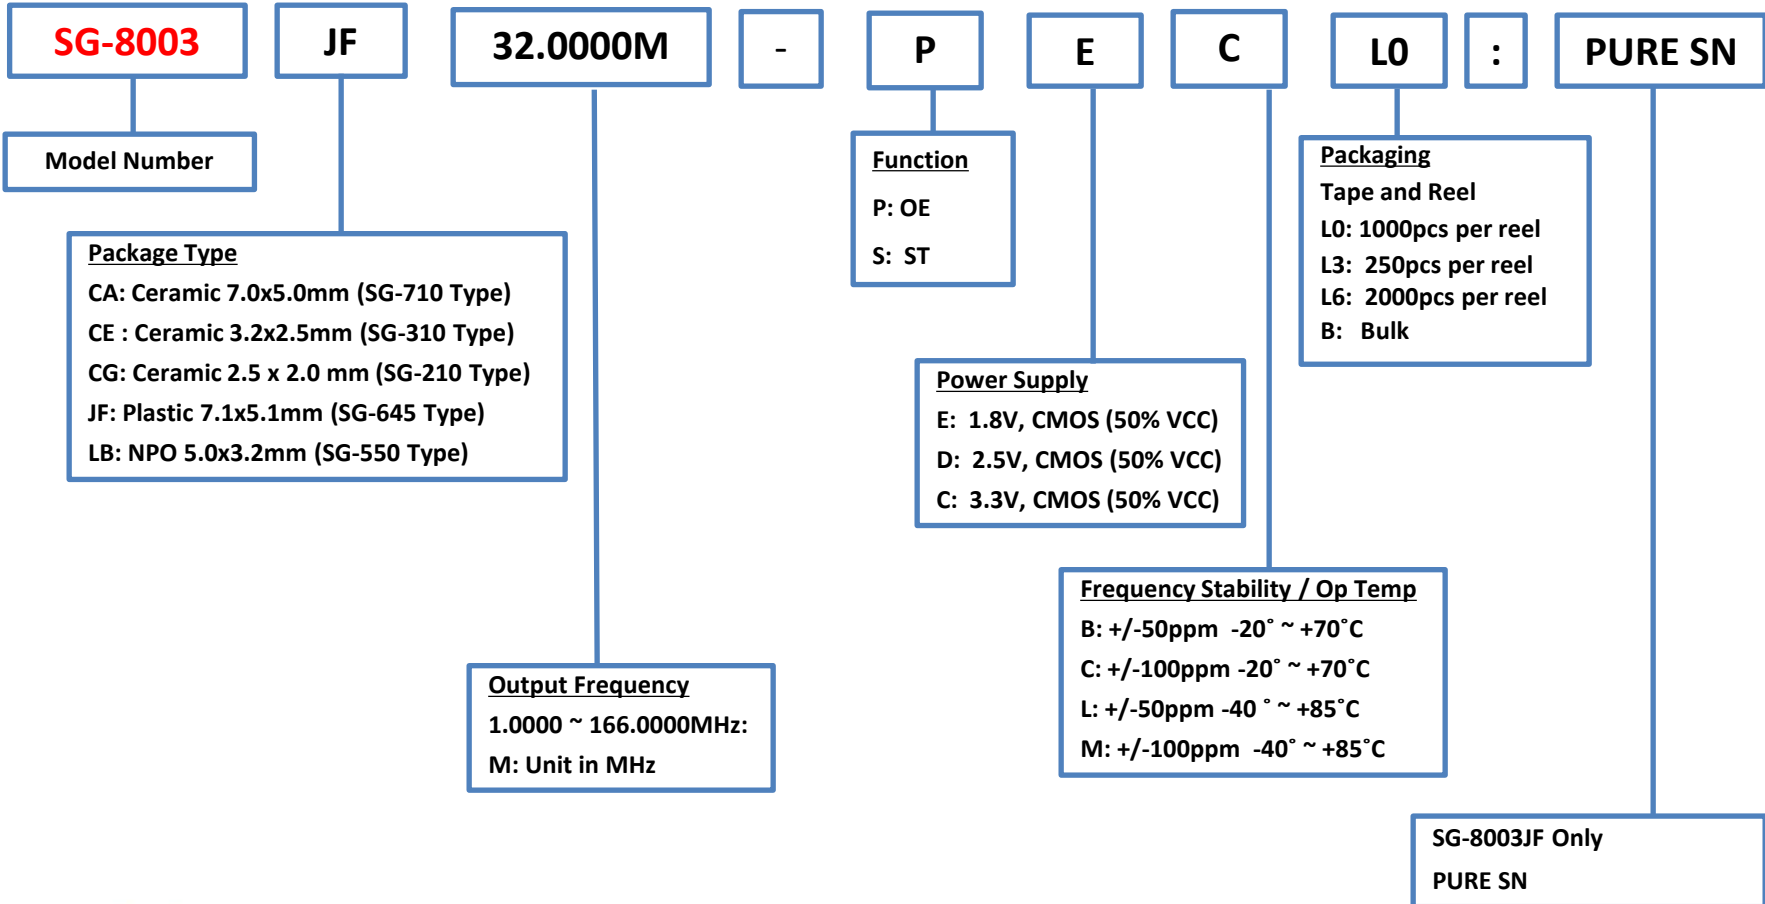 SG-8003 JF 32.0000M - P E C L0 : PURE SN
Model Number
Package Type
CA: Ceramic 7.0x5.0mm (SG-710 Type)
CE : Ceramic 3.2x2.5mm (SG-310 Type)
CG: Ceramic 2.5 x 2.0 mm (SG-210 Type)
JF: Plastic 7.1x5.1mm (SG-645 Type)
LB: NPO 5.0x3.2mm (SG-550 Type)
Output Frequency
1.0000 ~ 166.0000MHz:
M: Unit in MHz
Function
P: OE
S: ST
Power Supply
E: 1.8V, CMOS (50% VCC)
D: 2.5V, CMOS (50% VCC)
C: 3.3V, CMOS (50% VCC)
Frequency Stability / Op Temp
B: +/-50ppm -20˚ ~ +70˚C
C: +/-100ppm -20˚ ~ +70˚C
L: +/-50ppm -40 ˚ ~ +85˚C
M: +/-100ppm -40˚ ~ +85˚C
Packaging
Tape and Reel
L0: 1000pcs per reel
L3: 250pcs per reel
L6: 2000pcs per reel
B: Bulk
SG-8003JF Only
PURE SN